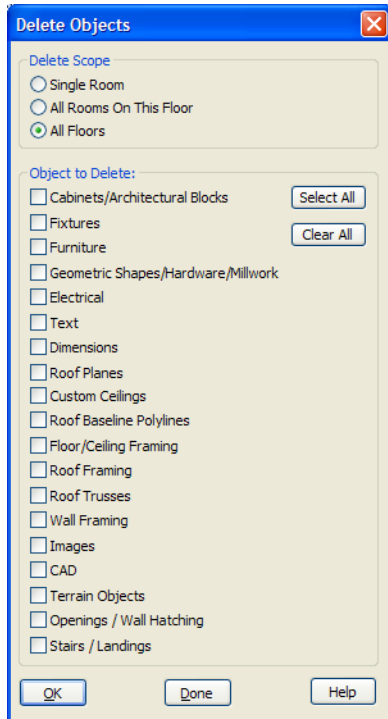 Delete Objects
Delete Scope
Single Room
All Rooms On This Floor
All Floors
Object to Delete:
Cabinets/Architectural Blocks
Select All
Fixtures
Clear All
Furniture
Geometric Shapes/Hardware/Millwork
Electrical
Text
Dimensions
Roof Planes
Custom Ceilings
Roof Baseline Polylines
Floor/Ceiling Framing
Roof Framing
Roof Trusses
Wall Framing
Images
CAD
Terrain Objects
Openings / Wall Hatching
Stairs / Landings
OK Done Help